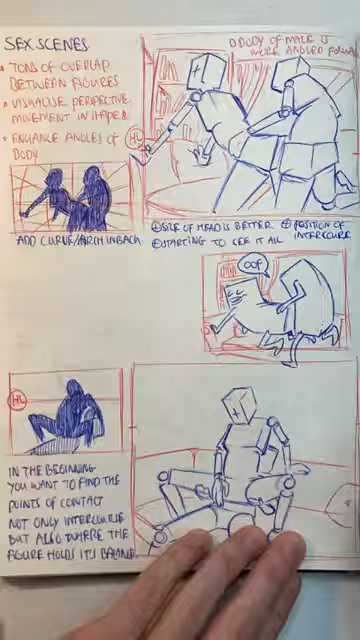 SEX SCENES
• TONS OF OVERLAP
BETWEEN FIGURES
• VISUALISE PERSPECTIVE
MOVEMENT IN SHAPES
• ENHANCE ANGLES OF
BODY
BODY OF MALE IS
MORE ANGLED FORWARD
HL
ADD CURVE/ARCH IN BACK
SIZE OF HEAD IS BETTER
POSITION OF
INTERCOURSE
STARTING TO SEE IT ALL
OOF
HL
IN THE BEGINNING
YOU WANT TO FIND THE
POINTS OF CONTACT
NOT ONLY INTERCOURSE
BUT ALSO WHERE THE
FIGURE HOLDS ITS BALANCE